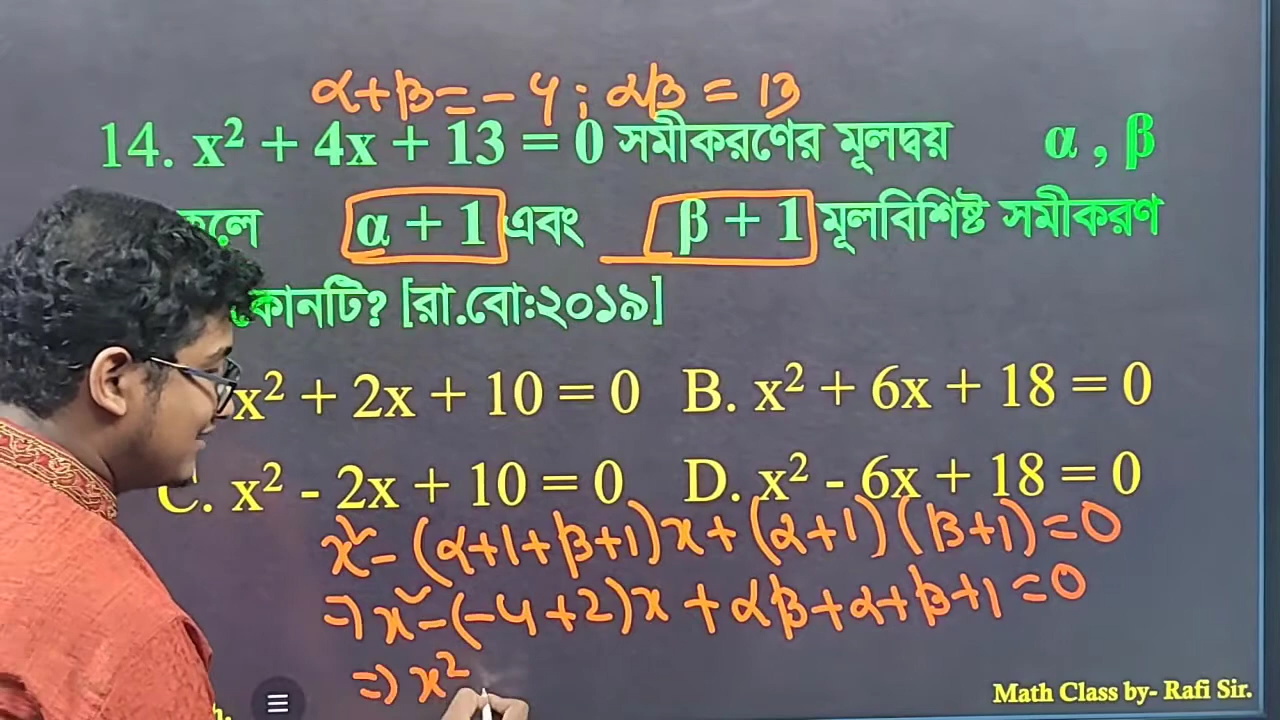 α+β=-4 ; αβ = 13
14. x² + 4x + 13 = 0 সমীকরণের মূলদ্বয় α , β
হলে α + 1 এবং β + 1 মূলবিশিষ্ট সমীকরণ
কোনটি? [রা.বো:২০১৯]
x² + 2x + 10 = 0 B. x² + 6x + 18 = 0
C. x² - 2x + 10 = 0 D. x² - 6x + 18 = 0
x² - (α+1+β+1)x + (α+1)(β+1)=0
⇒ x² - (-4+2)x + αβ+α+β+1=0
⇒ x²
Math Class by- Rafi Sir.